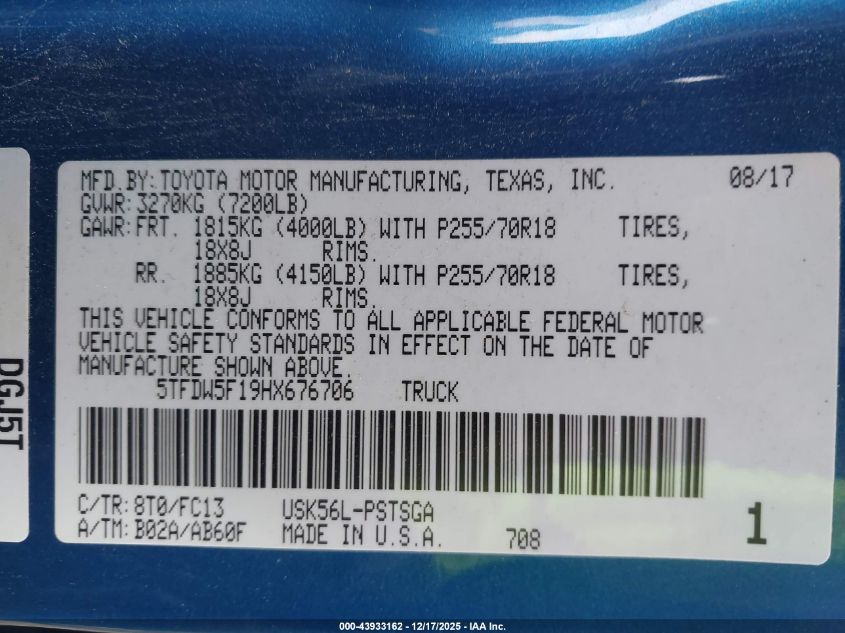 MFD.BY:TOYOTA MOTOR MANUFACTURING, TEXAS, INC. 08/17
GVWR:3270KG (7200LB)
GAWR:FRT. 1815KG (4000LB) WITH P255/70R18 TIRES,
18X8J RIMS.
RR. 1885KG (4150LB) WITH P255/70R18 TIRES,
18X8J RIMS.
THIS VEHICLE CONFORMS TO ALL APPLICABLE FEDERAL MOTOR
VEHICLE SAFETY STANDARDS IN EFFECT ON THE DATE OF
MANUFACTURE SHOWN ABOVE.
5TFDW5F19HX676706 TRUCK
C/TR:8T0/FC13 USK56L-PSTSGA
A/TM:B02A/AB60F MADE IN U.S.A. 708 1
DGJ5T
000-43933162 - 12/17/2025 - IAA Inc.